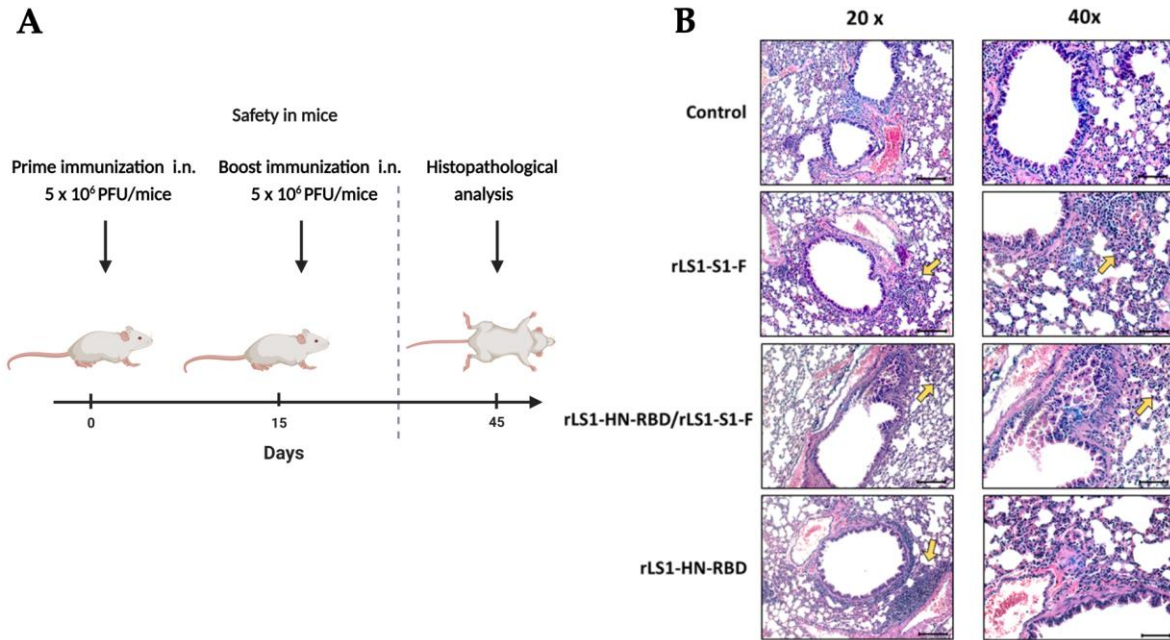 A
Safety in mice
Prime immunization i.n.
5 x 10⁶ PFU/mice
Boost immunization i.n.
5 x 10⁶ PFU/mice
Histopathological
analysis
0
15
45
Days
B
20 x
40x
Control
rLS1-S1-F
rLS1-HN-RBD/rLS1-S1-F
rLS1-HN-RBD